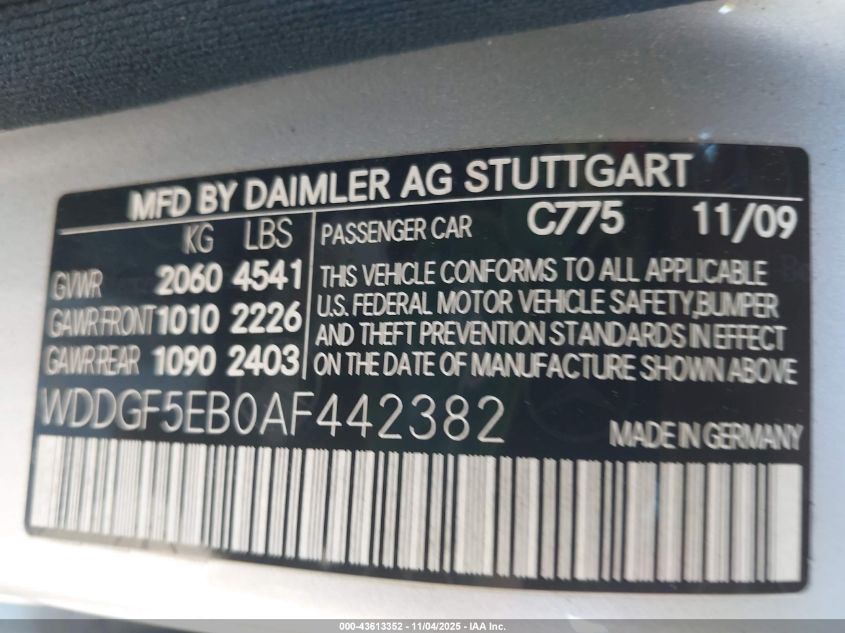 MFD BY DAIMLER AG STUTTGART
KG LBS
GVWR 2060 4541
GAWR FRONT 1010 2226
GAWR REAR 1090 2403
PASSENGER CAR C775 11/09
THIS VEHICLE CONFORMS TO ALL APPLICABLE
U.S. FEDERAL MOTOR VEHICLE SAFETY, BUMPER
AND THEFT PREVENTION STANDARDS IN EFFECT
ON THE DATE OF MANUFACTURE SHOWN ABOVE
WDDGF5EB0AF442382
MADE IN GERMANY
000-43613352 - 11/04/2025 - IAA Inc.